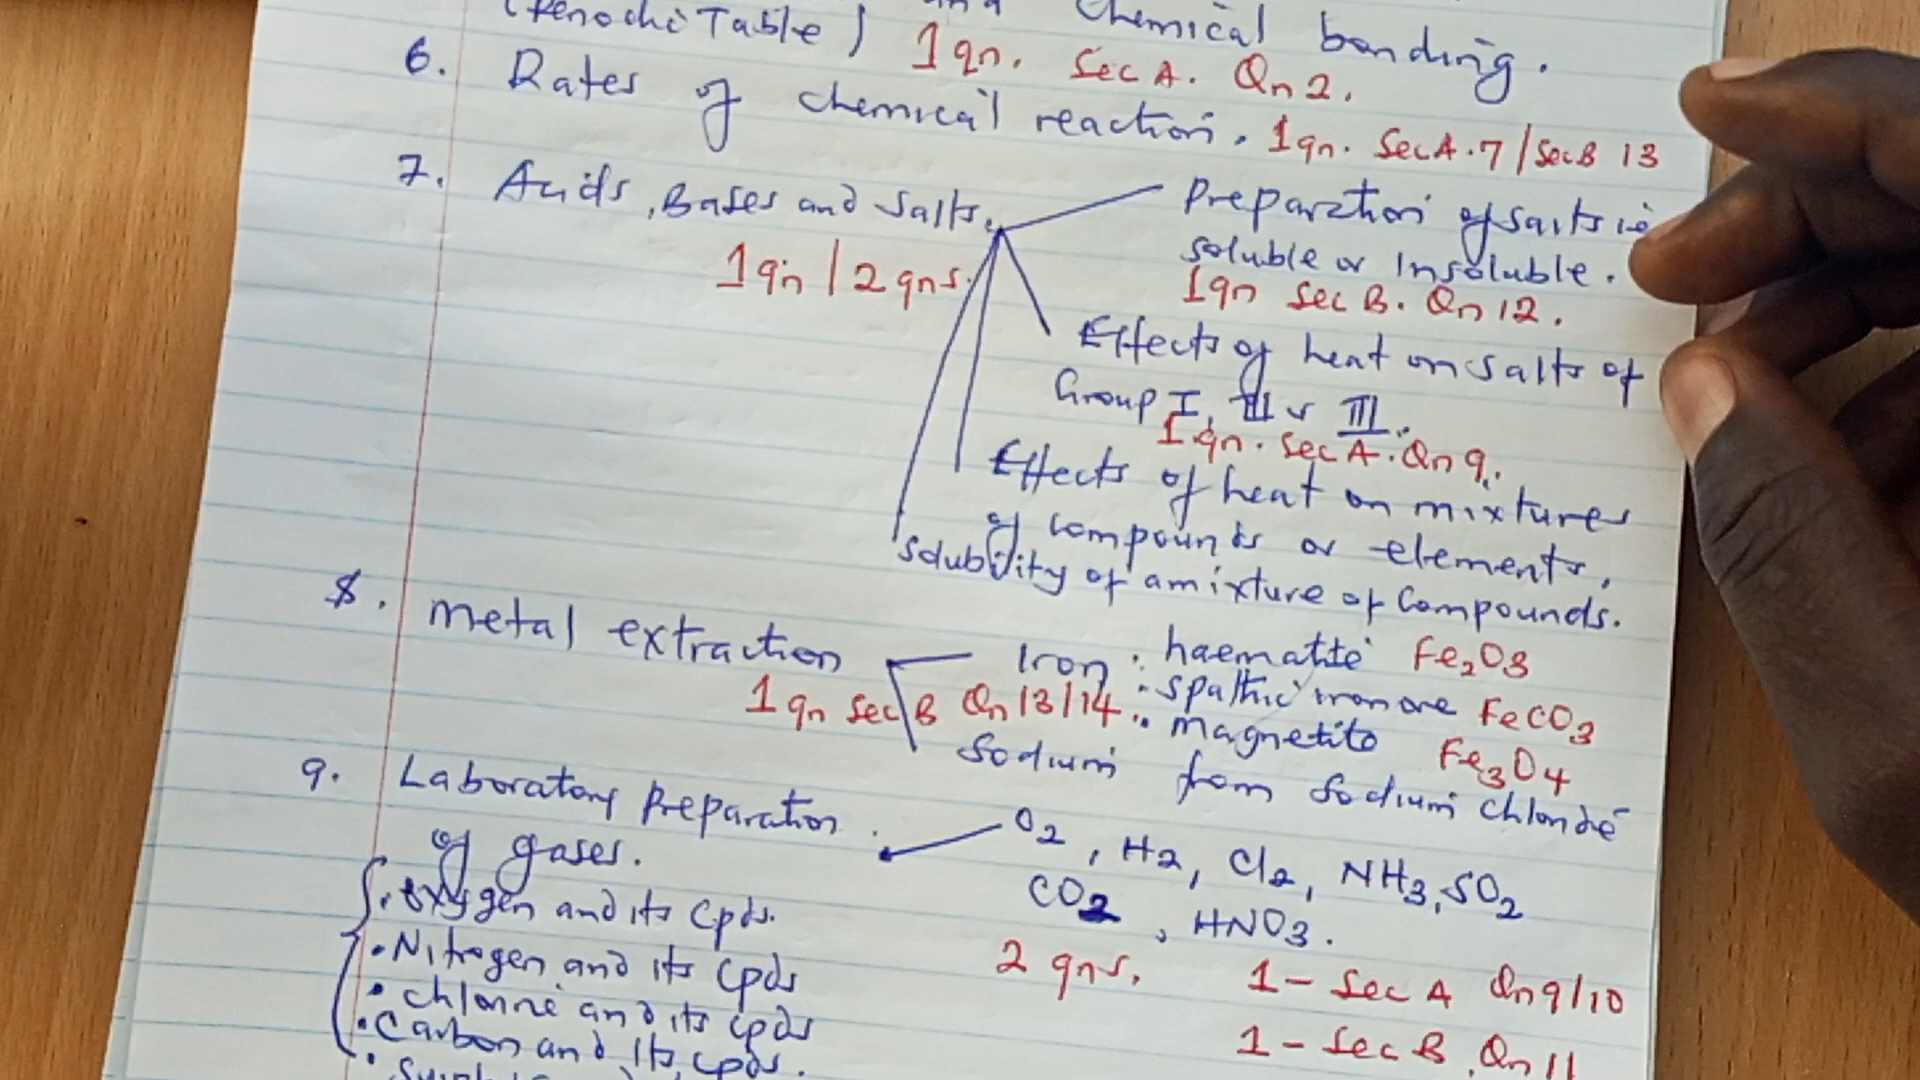 (Periodic Table) and Chemical bonding.
1qn. Sec A. Qn 2.
6. Rates of chemical reaction. 1qn. Sec A.7/Sec B 13
7. Acids, Bases and Salts.
1qn / 2qns.
Preparation of salts ie
soluble or Insoluble.
1qn Sec B. Qn 12.
Effects of heat on salts of
Group I, II & III.
1qn. Sec A. Qn 9.
Effects of heat on mixtures
of compounds or elements.
Solubility of a mixture of compounds.
8. Metal extraction
1qn Sec B Qn 13/14
Iron : haematite Fe2O3
: spathic iron ore FeCO3
: magnetite Fe3O4
Sodium from Sodium chloride
9. Laboratory Preparation
of gases.
O2, H2, Cl2, NH3, SO2
CO2, HNO3.
2 qns. 1 - Sec A Qn 9/10
1 - Sec B. Qn 11
• Oxygen and its cpds.
• Nitrogen and its cpds
• Chlorine and its cpds
• Carbon and its cpds.